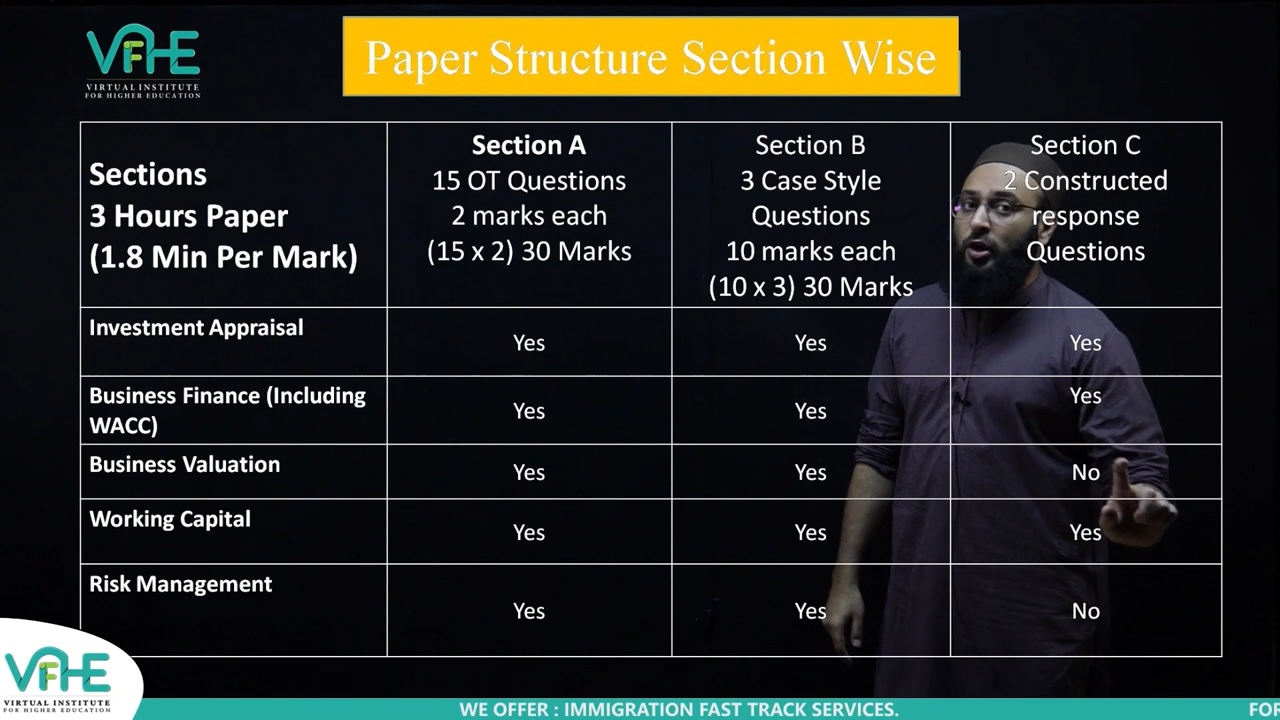 VFHE
VIRTUAL INSTITUTE
FOR HIGHER EDUCATION
Paper Structure Section Wise
Sections
3 Hours Paper
(1.8 Min Per Mark)
Section A
15 OT Questions
2 marks each
(15 x 2) 30 Marks
Section B
3 Case Style
Questions
10 marks each
(10 x 3) 30 Marks
Section C
2 Constructed
response
Questions
Investment Appraisal
Yes
Yes
Yes
Business Finance (Including
WACC)
Yes
Yes
Yes
Business Valuation
Yes
Yes
No
Working Capital
Yes
Yes
Yes
Risk Management
Yes
Yes
No
VFHE
VIRTUAL INSTITUTE
FOR HIGHER EDUCATION
WE OFFER : IMMIGRATION FAST TRACK SERVICES.
FOR